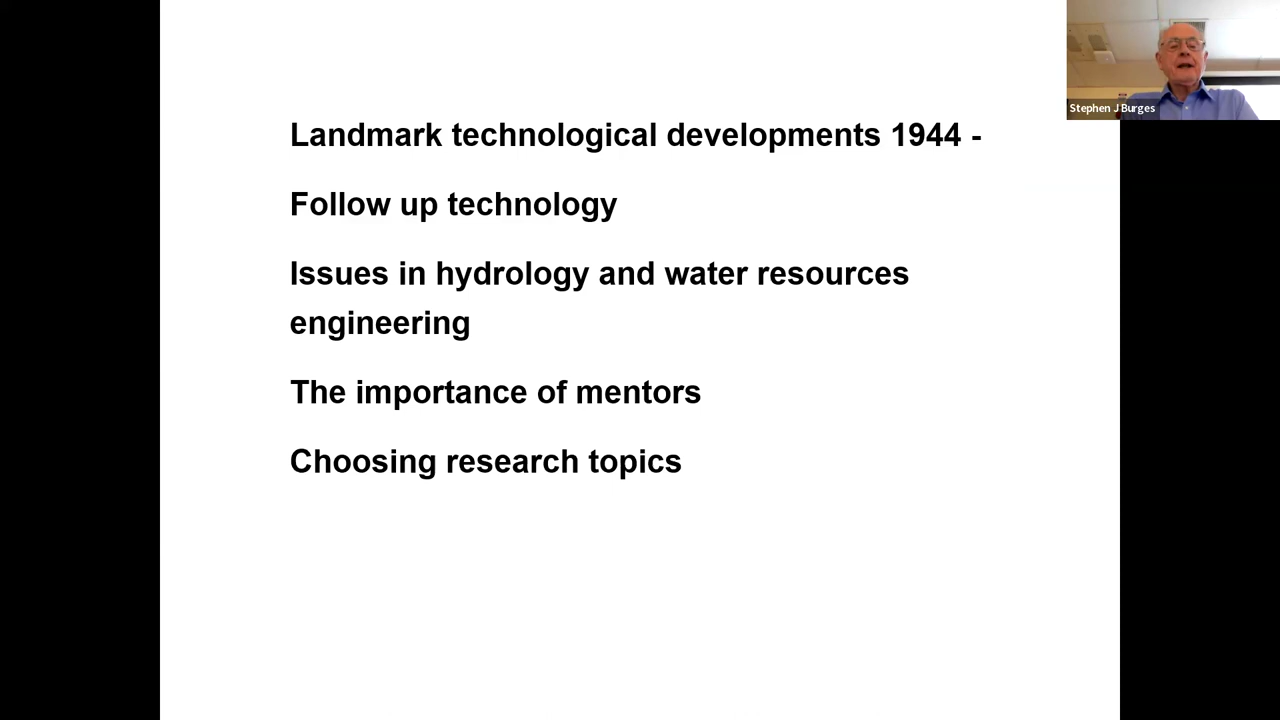 Landmark technological developments 1944 -
Follow up technology
Issues in hydrology and water resources
engineering
The importance of mentors
Choosing research topics
Stephen J Burges